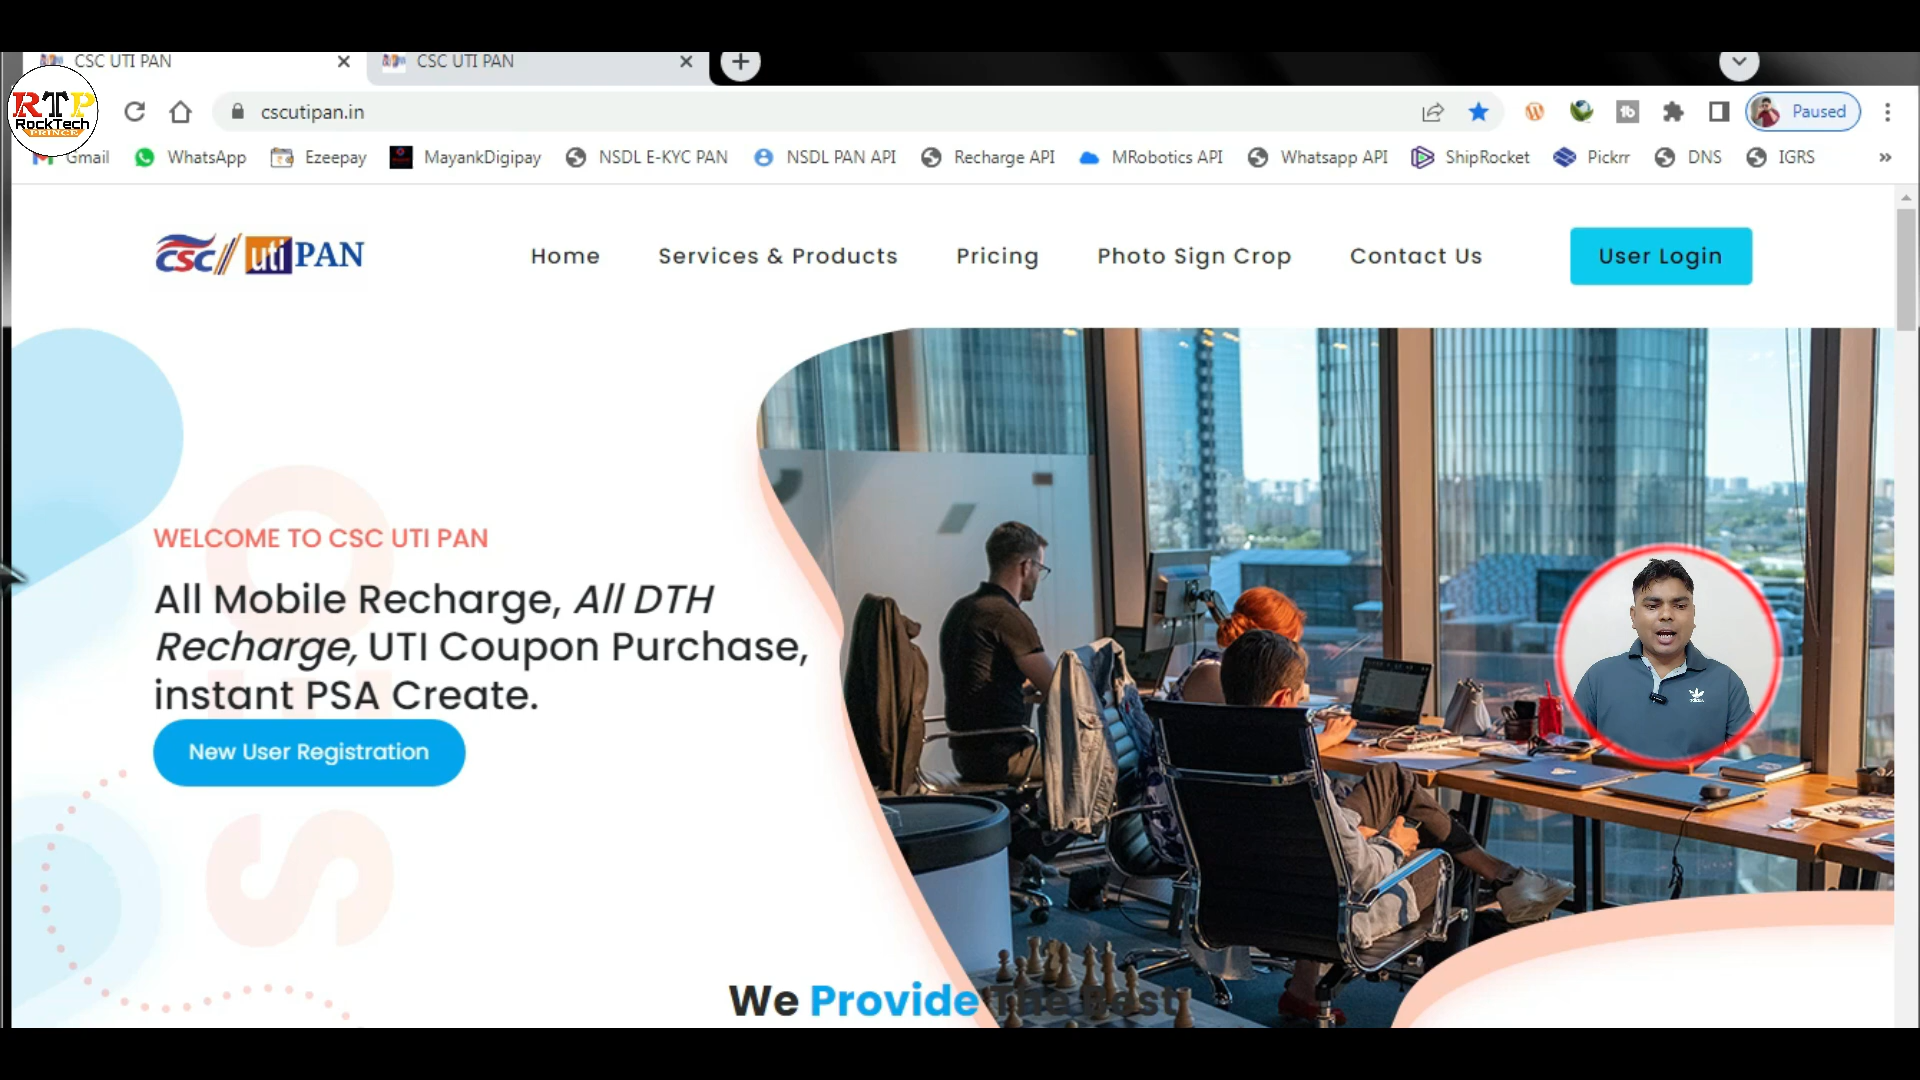 CSC UTI PAN
CSC UTI PAN
RTP
RockTech
PRINCE
cscutipan.in
Paused
Gmail
WhatsApp
Ezeepay
MayankDigipay
NSDL E-KYC PAN
NSDL PAN API
Recharge API
MRobotics API
Whatsapp API
ShipRocket
Pickrr
DNS
IGRS
CSC// uti PAN
Home
Services & Products
Pricing
Photo Sign Crop
Contact Us
User Login
WELCOME TO CSC UTI PAN
All Mobile Recharge, All DTH
Recharge, UTI Coupon Purchase,
instant PSA Create.
New User Registration
We Provide The Best